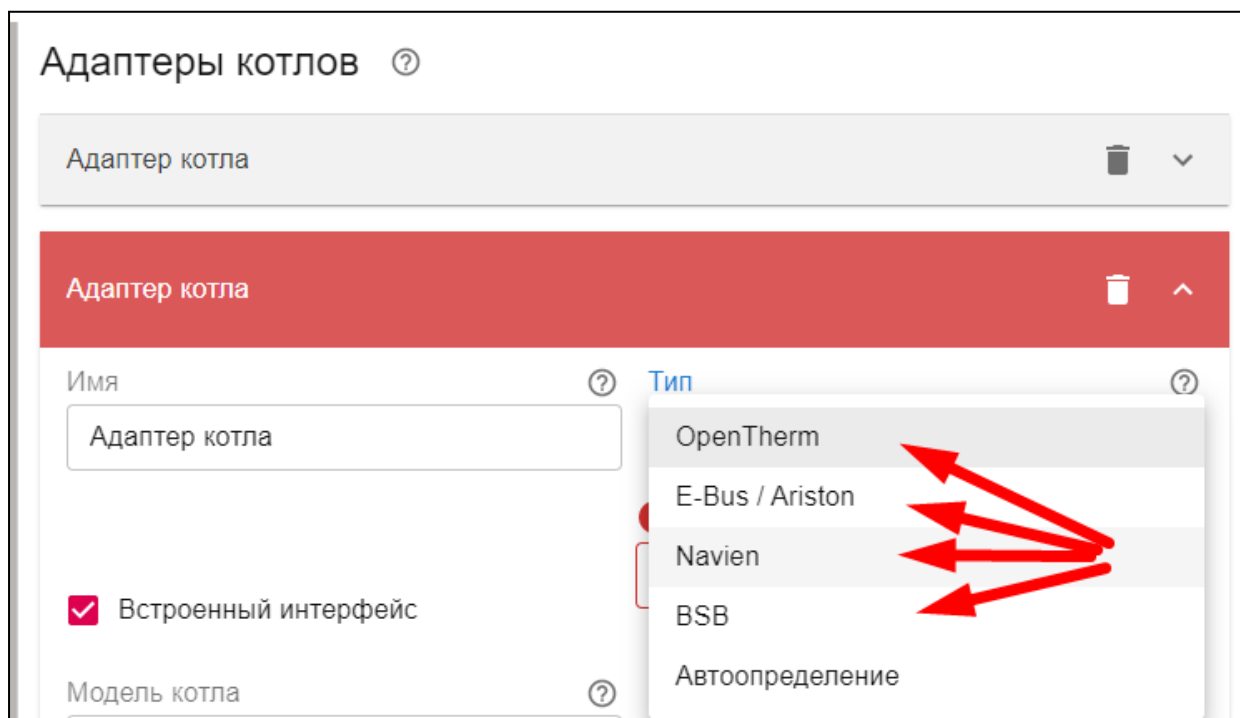 Адаптеры котлов
Адаптер котла
Адаптер котла
Имя
Тип
Адаптер котла
OpenTherm
E-Bus / Ariston
Navien
BSB
Автоопределение
Встроенный интерфейс
Модель котла